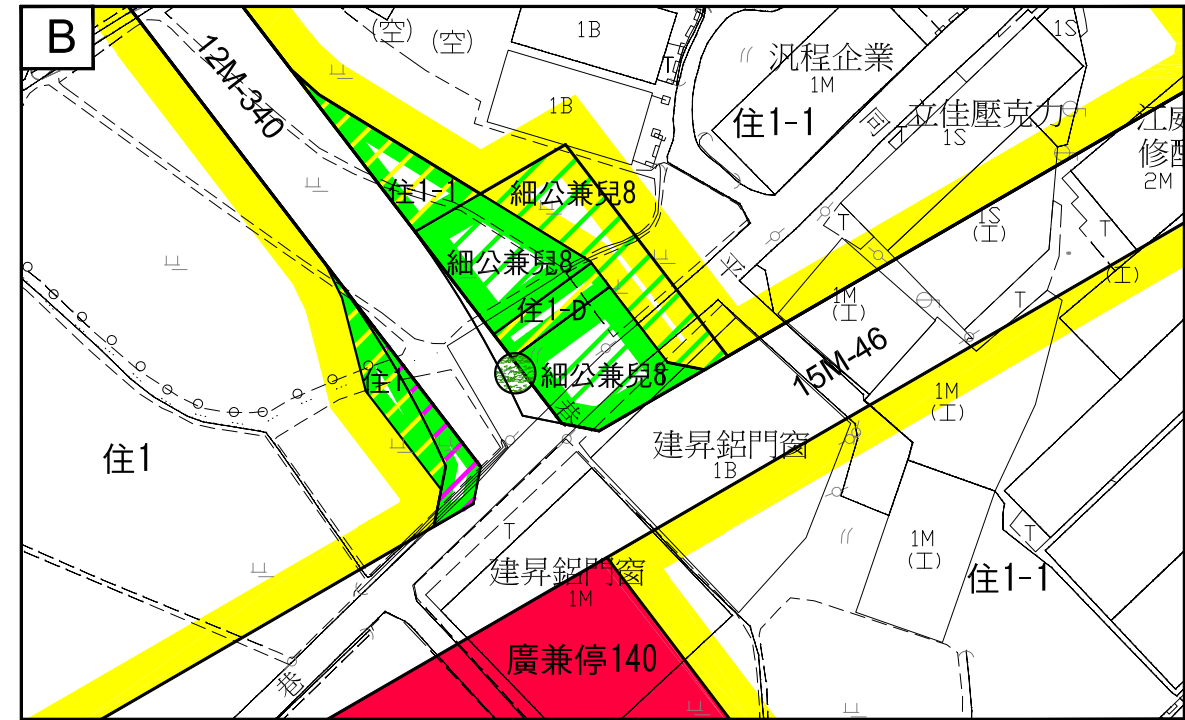 B
(空)
(空)
1B
T
1S
汎程企業
1M
12M-340
1B
住1-1
同
T
立佳壓克力
1S
修
2M
住1-1
細公兼兒8
T
1S
(工)
細公兼兒8
平
1M
(工)
T
(工)
住1-D
15M-46
細公兼兒8
住1
1M
(工)
巷
住1
建昇鋁門窗
1B
T
1M
(工)
T
建昇鋁門窗
1M
住1-1
廣兼停140
巷